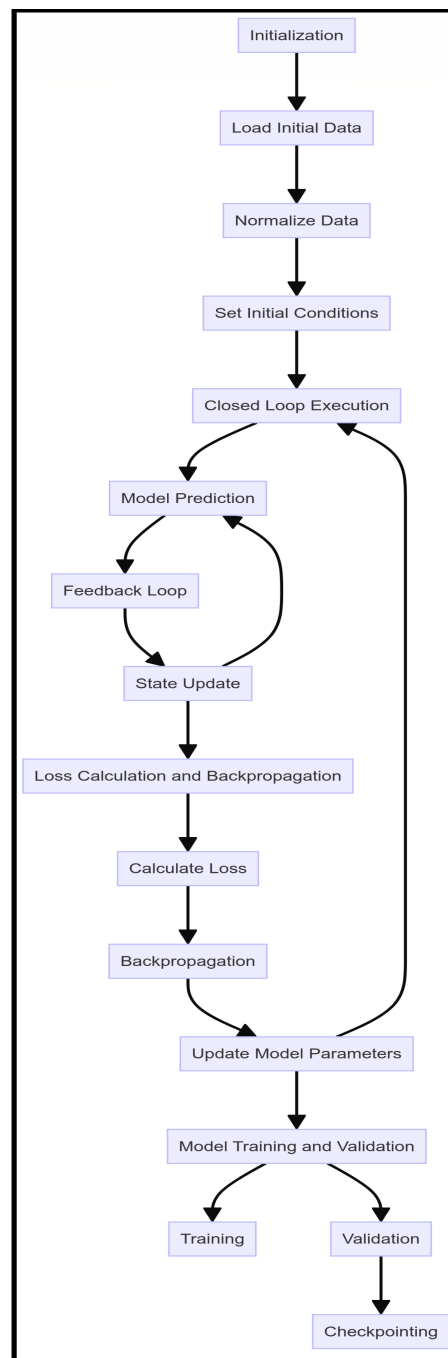 Initialization
Load Initial Data
Normalize Data
Set Initial Conditions
Closed Loop Execution
Model Prediction
Feedback Loop
State Update
Loss Calculation and Backpropagation
Calculate Loss
Backpropagation
Update Model Parameters
Model Training and Validation
Training
Validation
Checkpointing